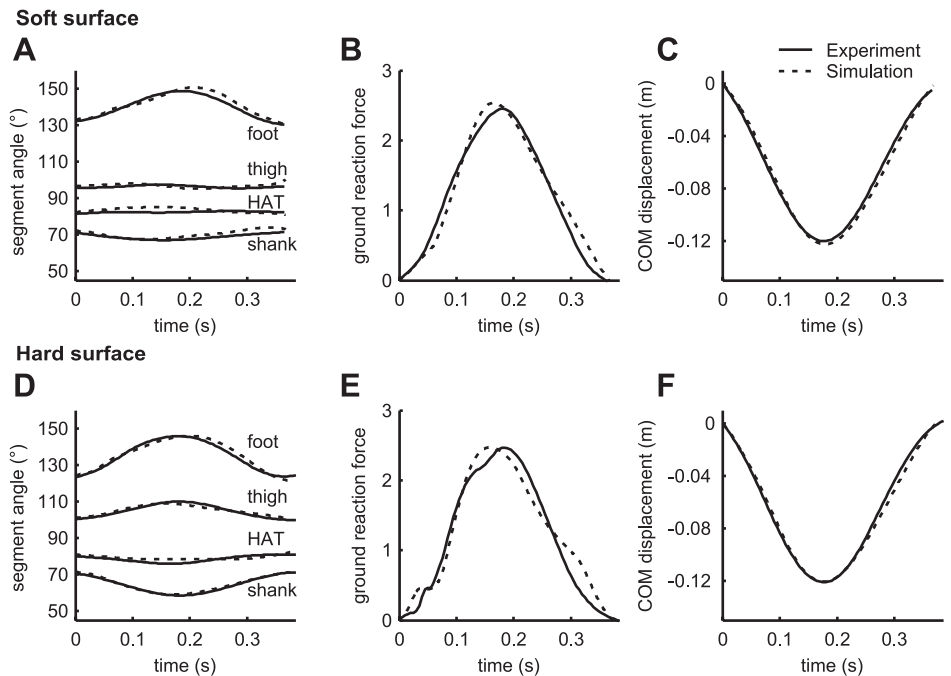 Soft surface
A
B
C
Experiment
Simulation
segment angle (°)
150
130
110
90
70
50
foot
thigh
HAT
shank
0
0.1
0.2
0.3
time (s)
ground reaction force
3
2
1
0
0
0.1
0.2
0.3
time (s)
COM displacement (m)
0
-0.04
-0.08
-0.12
0
0.1
0.2
0.3
time (s)
Hard surface
D
E
F
segment angle (°)
150
130
110
90
70
50
foot
thigh
HAT
shank
0
0.1
0.2
0.3
time (s)
ground reaction force
3
2
1
0
0
0.1
0.2
0.3
time (s)
COM displacement (m)
0
-0.04
-0.08
-0.12
0
0.1
0.2
0.3
time (s)